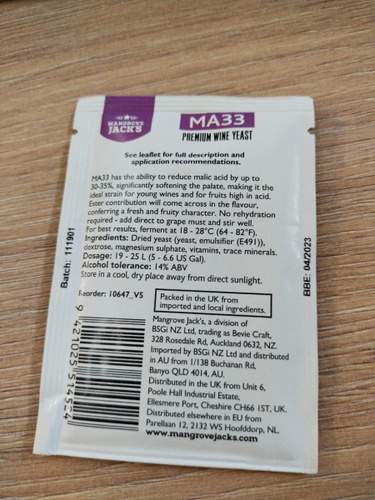 MANGROVE
JACK'S
MA33
PREMIUM WINE YEAST
See leaflet for full description and
application recommendations.
MA33 has the ability to reduce malic acid by up to
30-35%, significantly softening the palate, making it the
ideal strain for young wines and for fruits high in acid.
Ester contribution will come across in the flavour,
conferring a fresh and fruity character. No rehydration
required - add direct to grape must and stir well.
For best results, ferment at 18 - 28°C (64 - 82°F).
Ingredients: Dried yeast (yeast, emulsifier (E491)),
dextrose, magnesium sulphate, vitamins, trace minerals.
Dosage: 19 - 25 L (5 - 6.6 US Gal).
Alcohol tolerance: 14% ABV
Store in a cool, dry place away from direct sunlight.
Reorder: 10647_V5
Packed in the UK from
imported and local ingredients.
Mangrove Jack's, a division of
BSGi NZ Ltd, trading as Bevie Craft,
328 Rosedale Rd, Auckland 0632, NZ.
Imported by BSGi NZ Ltd and distributed
in AU from 1/138 Buchanan Rd,
Banyo QLD 4014, AU.
Distributed in the UK from Unit 6,
Poole Hall Industrial Estate,
Ellesmere Port, Cheshire CH66 1ST, UK.
Distributed elsewhere in EU from
Parellaan 12, 2132 WS Hoofddorp, NL.
www.mangrovejacks.com
Batch: 111901
BBE: 04/2023